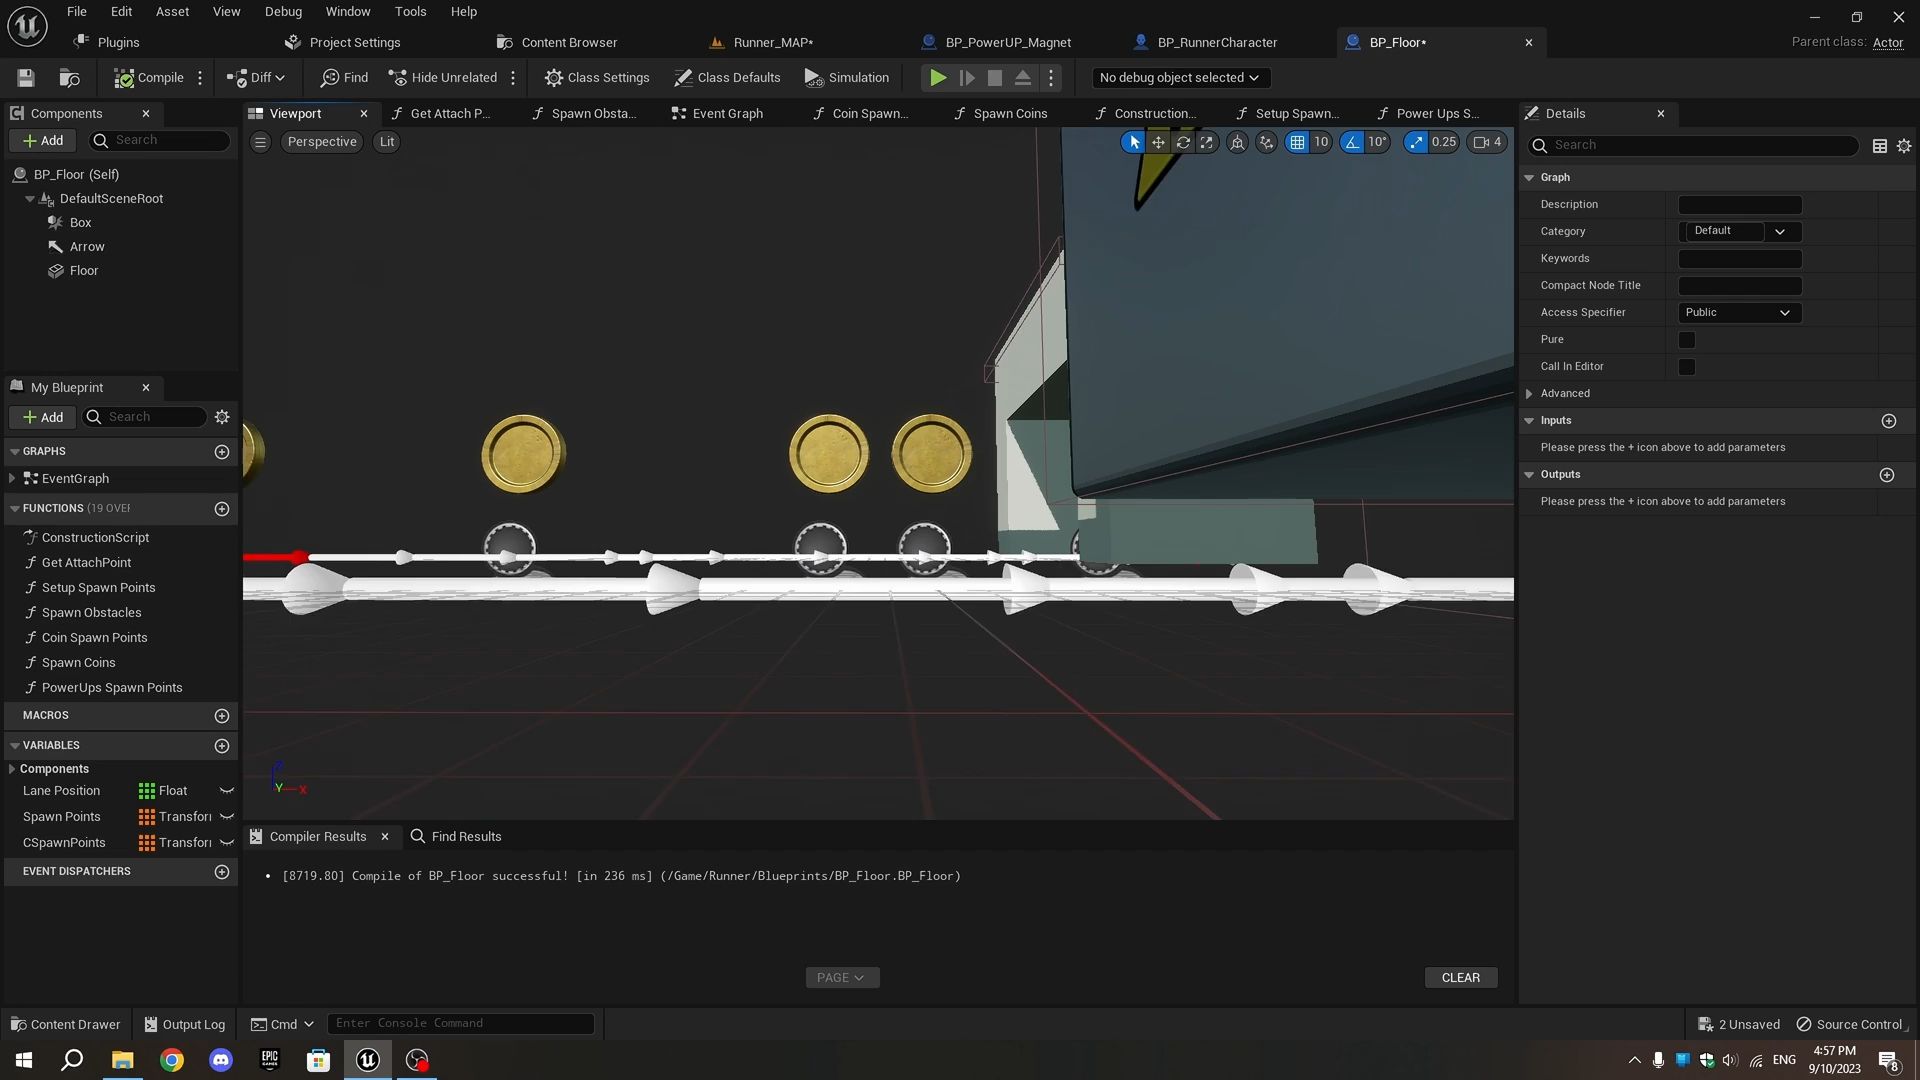 File Edit View Asset Debug Window Tools Help
Plugins Project Settings Content Browser Runner_MAP* BP_PowerUP_Magnet BP_RunnerCharacter BP_Floor* Parent class: Actor
Compile Diff Find Hide Unrelated Class Settings Class Defaults Simulation No debug object selected
Components
Add Search
BP_Floor (Self)
DefaultSceneRoot
Box
Arrow
Floor
My Blueprint
Add Search
GRAPHS
EventGraph
FUNCTIONS (19 OVEI
ConstructionScript
Get AttachPoint
Setup Spawn Points
Spawn Obstacles
Coin Spawn Points
Spawn Coins
PowerUps Spawn Points
MACROS
VARIABLES
Components
Lane Position Float
Spawn Points Transfor
CSpawnPoints Transfor
EVENT DISPATCHERS
Viewport Get Attach P... Spawn Obsta... Event Graph Coin Spawn... Spawn Coins Construction... Setup Spawn... Power Ups S...
Perspective Lit 10 10° 0.25 4
Z
Y X
Compiler Results Find Results
[8719.80] Compile of BP_Floor successful! [in 236 ms] (/Game/Runner/Blueprints/BP_Floor.BP_Floor)
PAGE CLEAR
Details
Search
Graph
Description
Category Default
Keywords
Compact Node Title
Access Specifier Public
Pure
Call In Editor
Advanced
Inputs
Please press the + icon above to add parameters
Outputs
Please press the + icon above to add parameters
Content Drawer Output Log Cmd Enter Console Command 2 Unsaved Source Control
EPIC GAMES
ENG 4:57 PM
9/10/2023
8